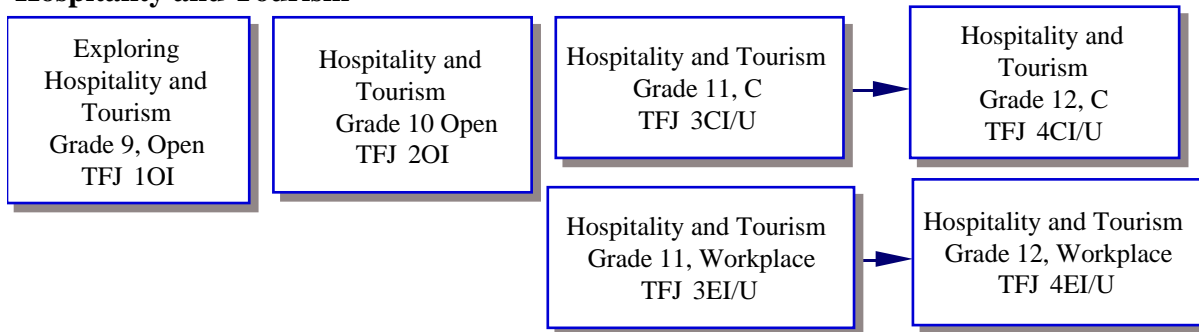 Hospitality and Tourism
Exploring
Hospitality and
Tourism
Grade 9, Open
TFJ 1OI
Hospitality and
Tourism
Grade 10 Open
TFJ 2OI
Hospitality and Tourism
Grade 11, C
TFJ 3CI/U
Hospitality and
Tourism
Grade 12, C
TFJ 4CI/U
Hospitality and Tourism
Grade 11, Workplace
TFJ 3EI/U
Hospitality and Tourism
Grade 12, Workplace
TFJ 4EI/U